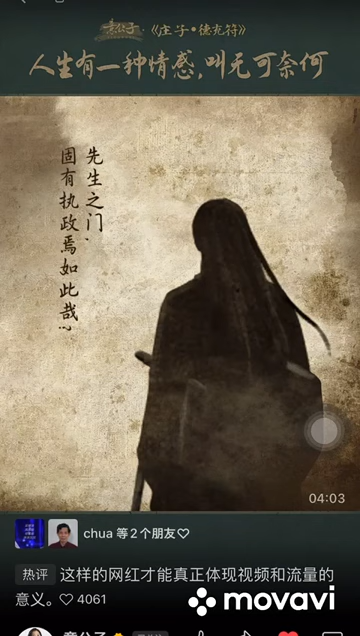 袁公子·《庄子·德充符》
人生有一种情感,叫无可奈何
先生之门,
固有执政焉如此哉?
04:03
chua 等2个朋友♡
热评 这样的网红才能真正体现视频和流量的
意义。♡ 4061
movavi